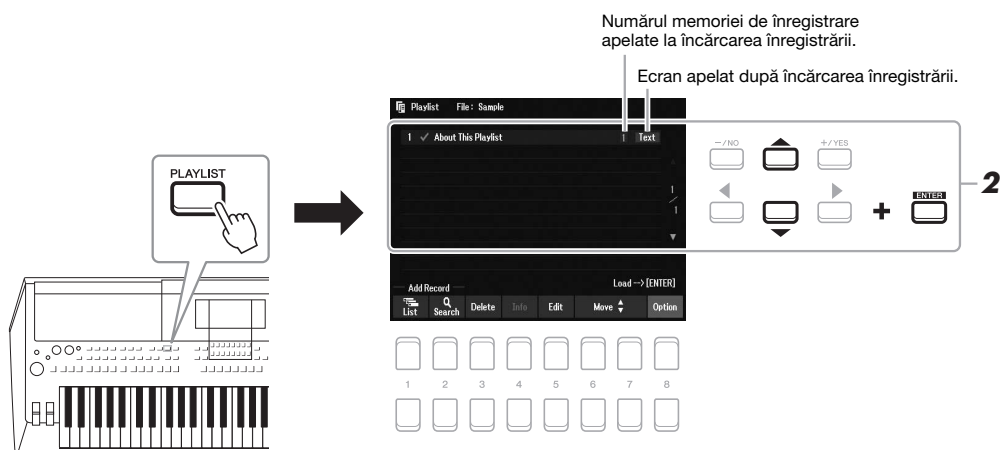 Numărul memoriei de înregistrare
apelate la încărcarea înregistrării.
Ecran apelat după încărcarea înregistrării.
Playlist File: Sample
1 ✓ About This Playlist 1 Text
1
/
1
-/NO +/YES
+ ENTER
2
PLAYLIST
Load-->[ENTER]
Add Record
List Search Delete Info Edit Move Option
1 2 3 4 5 6 7 8